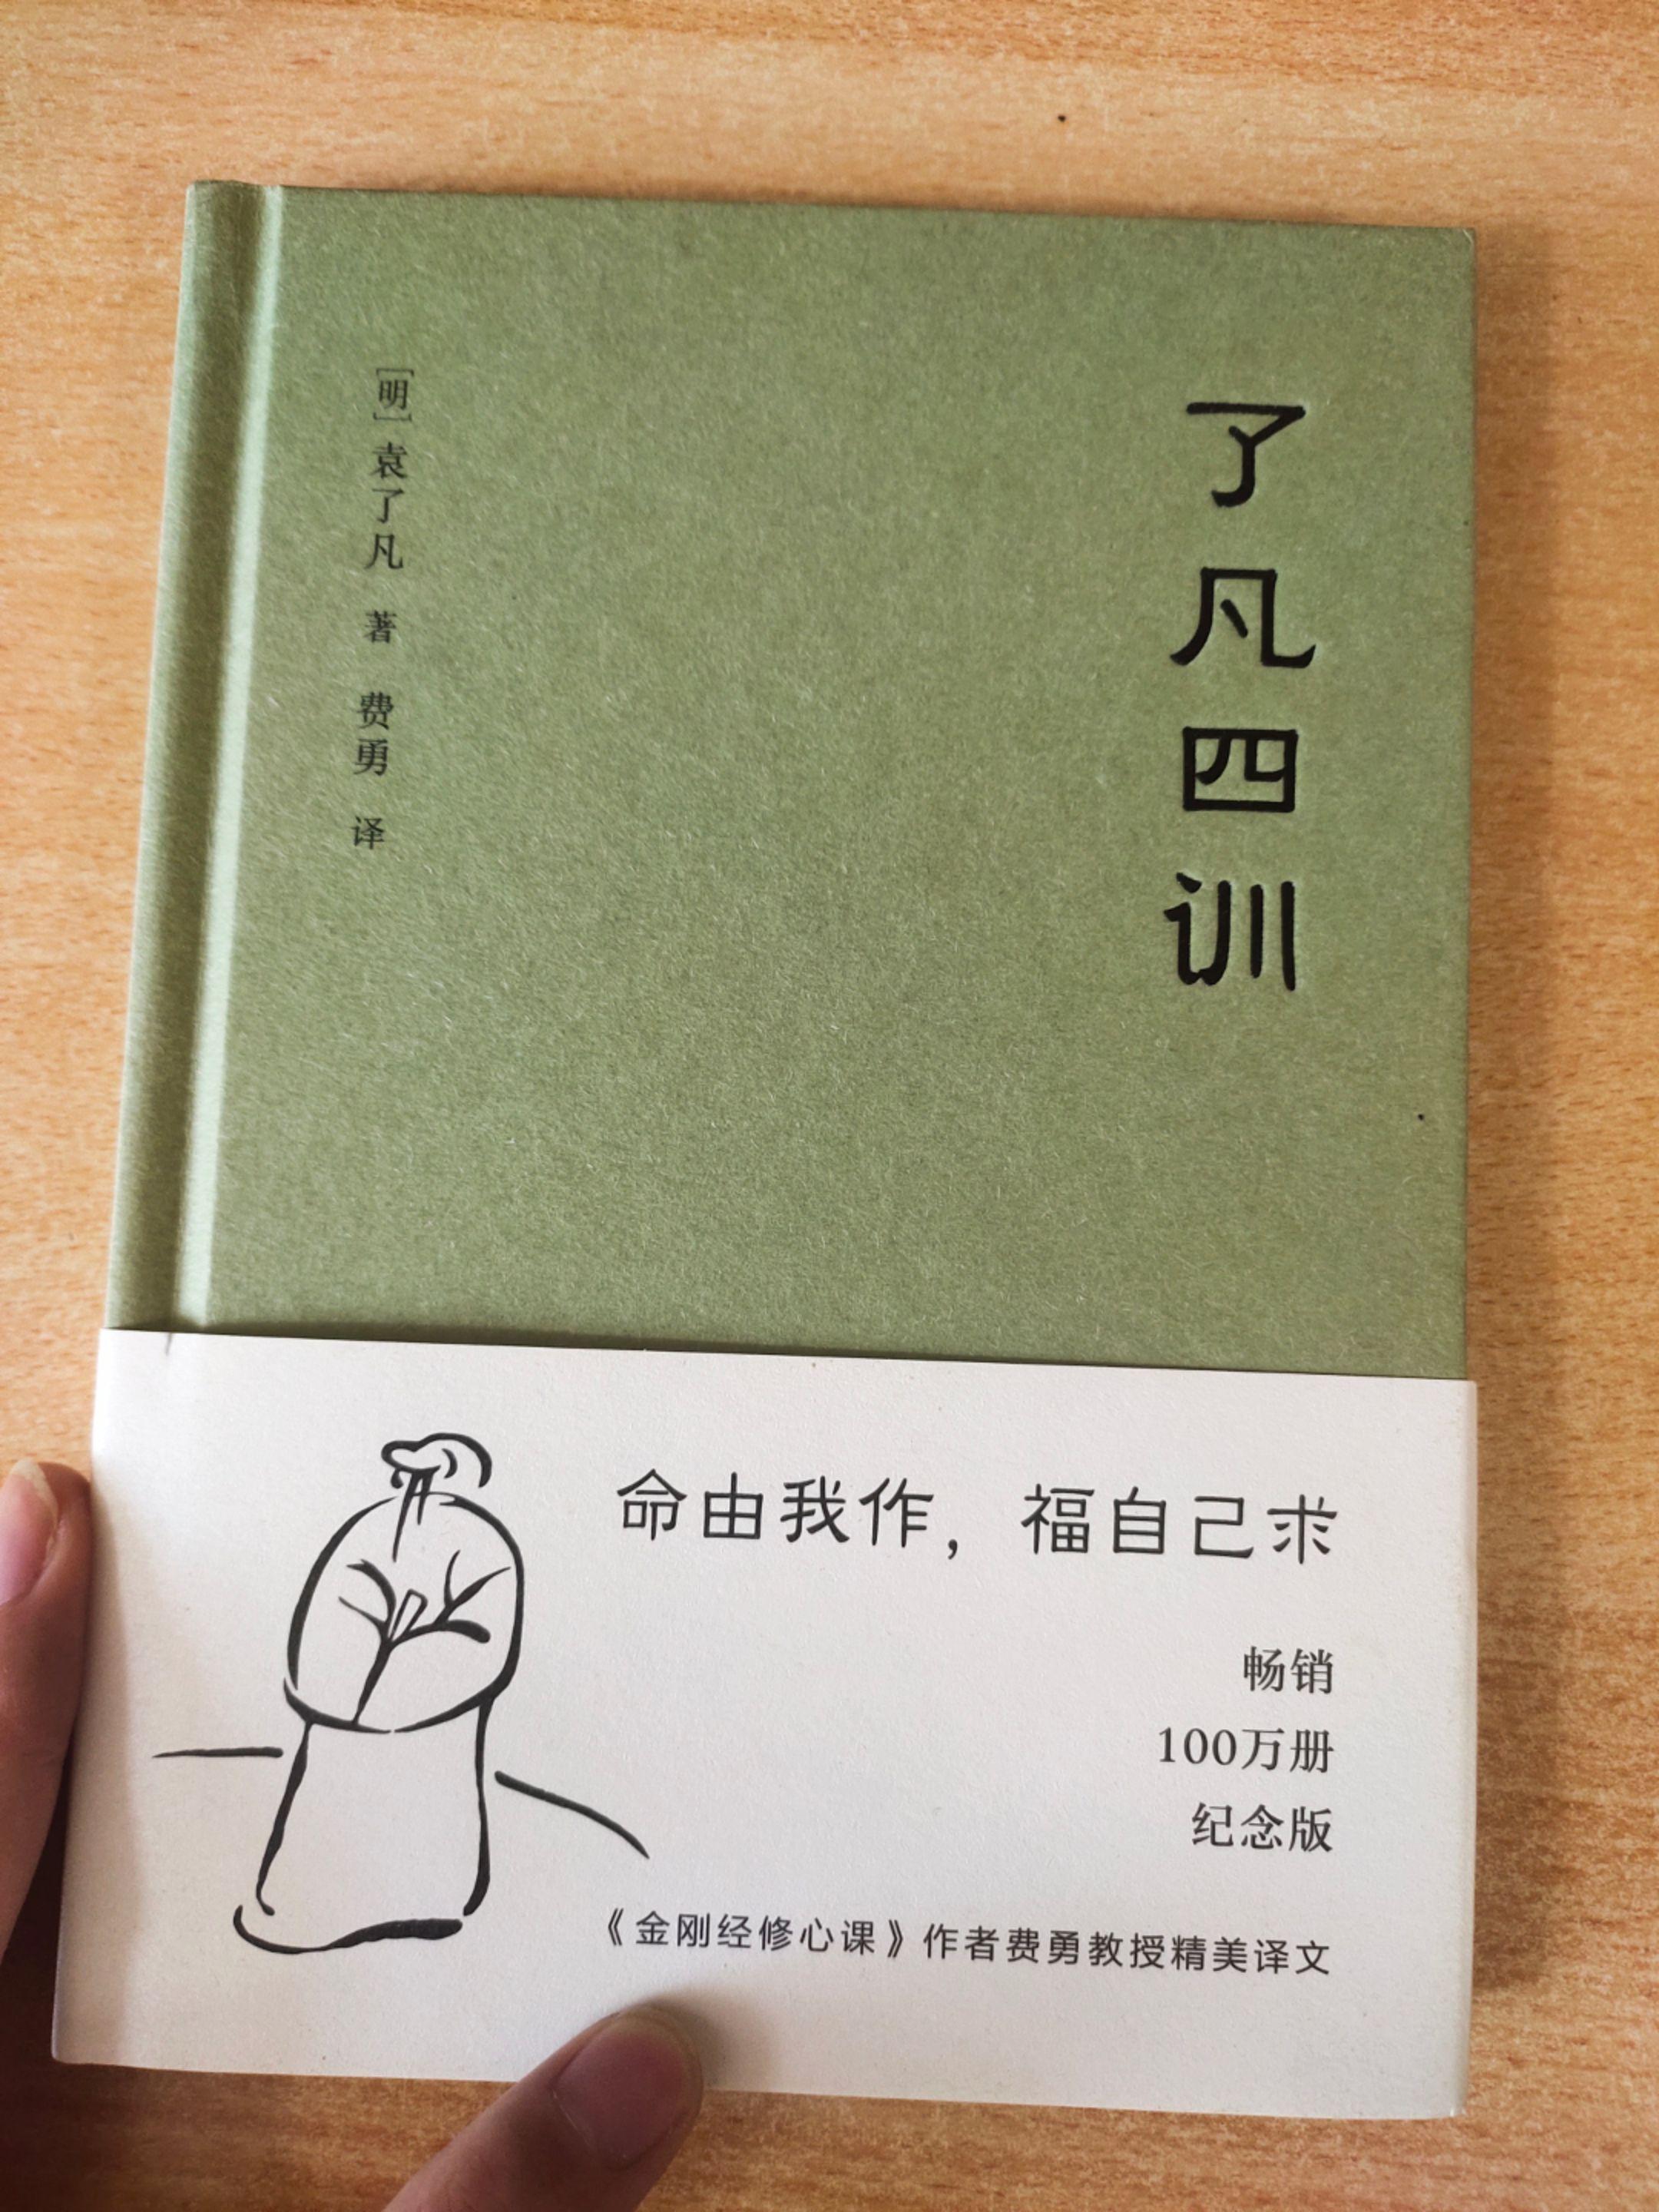 了凡四训
[明]袁了凡 著 费勇 译
命由我作，福自己求
畅销
100万册
纪念版
《金刚经修心课》作者费勇教授精美译文